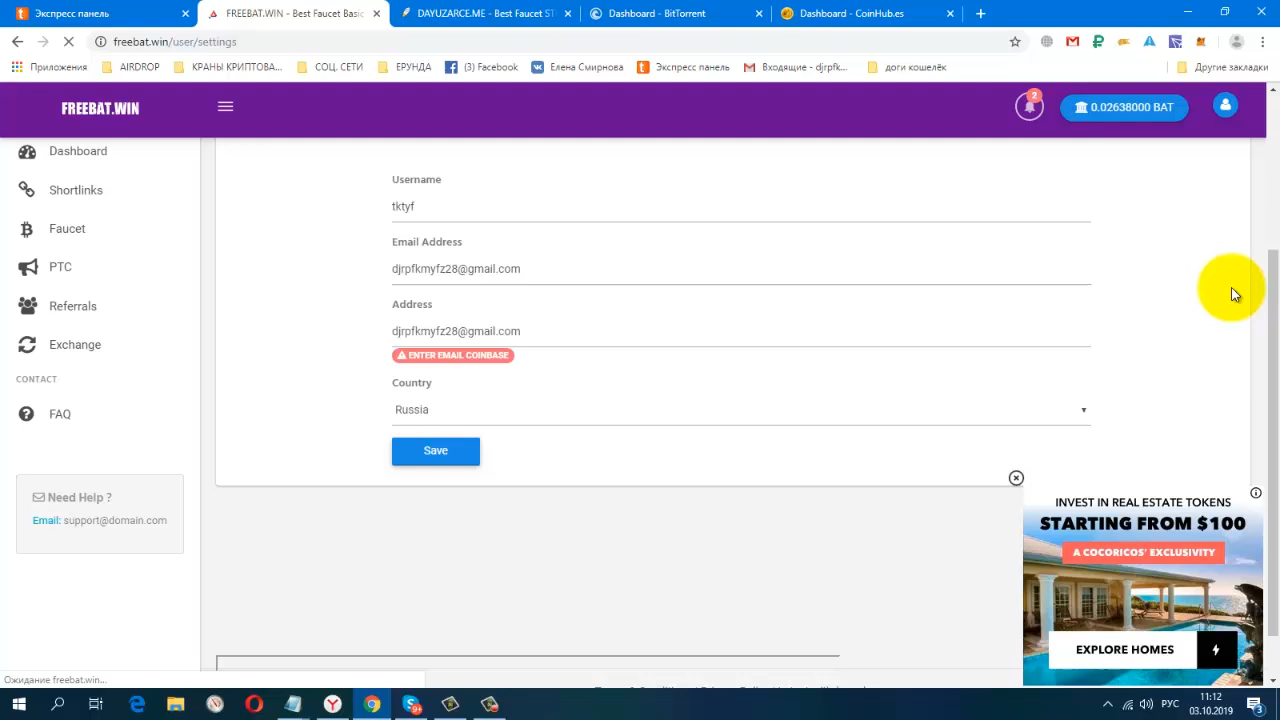 Экспресс панель
FREEBAT.WIN - Best Faucet Basic
DAYUZARCE.ME - Best Faucet ST
Dashboard - BitTorrent
Dashboard - CoinHub.es
freebat.win/user/settings
Приложения
AIRDROP
КРАНЫ КРИПТОВА...
СОЦ. СЕТИ
ЕРУНДА
(3) Facebook
Елена Смирнова
Экспресс панель
Входящие - djrpfk...
доги кошелёк
Другие закладки
FREEBAT.WIN
2
0.02638000 BAT
Dashboard
Shortlinks
Faucet
PTC
Referrals
Exchange
CONTACT
FAQ
Need Help ?
Email: support@domain.com
Username
tktyf
Email Address
djrpfkmyfz28@gmail.com
Address
djrpfkmyfz28@gmail.com
ENTER EMAIL COINBASE
Country
Russia
Save
INVEST IN REAL ESTATE TOKENS
STARTING FROM $100
A COCORICOS' EXCLUSIVITY
EXPLORE HOMES
Ожидание freebat.win...
9+
РУС
11:12
03.10.2019
3